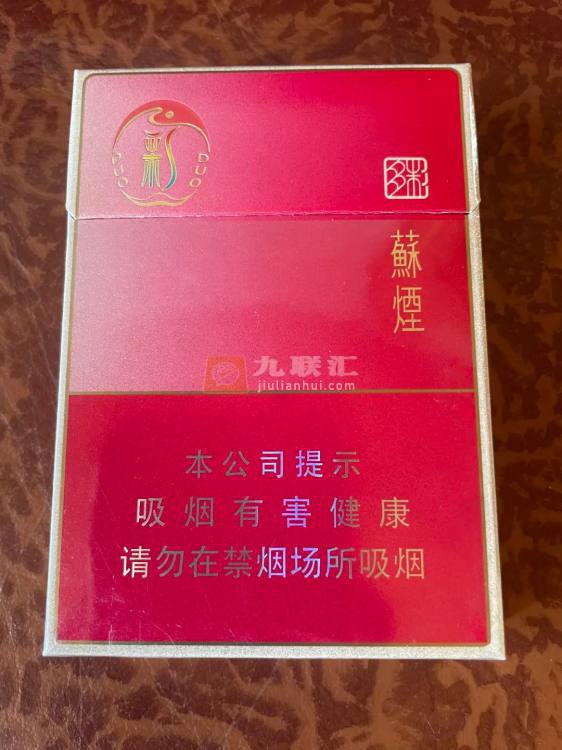 彩
DUO DUO
蘇煙
九联汇
jiulianhui.com
本公司提示
吸烟有害健康
请勿在禁烟场所吸烟